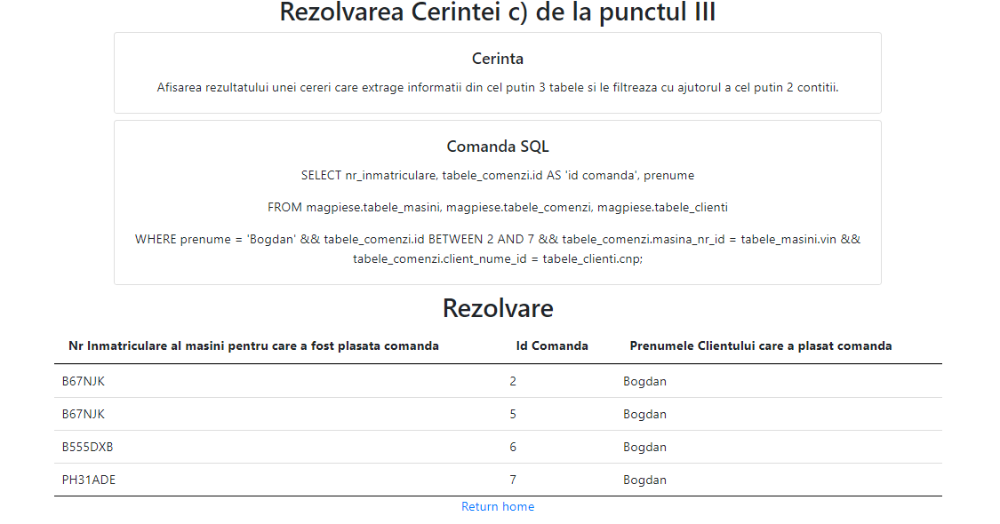 Rezolvarea Cerintei c) de la punctul III
Cerinta
Afisarea rezultatului unei cereri care extrage informatii din cel putin 3 tabele si le filtreaza cu ajutorul a cel putin 2 contitii.
Comanda SQL
SELECT nr_inmatriculare, tabele_comenzi.id AS 'id comanda', prenume
FROM magpiese.tabele_masini, magpiese.tabele_comenzi, magpiese.tabele_clienti
WHERE prenume = 'Bogdan' && tabele_comenzi.id BETWEEN 2 AND 7 && tabele_comenzi.masina_nr_id = tabele_masini.vin &&
tabele_comenzi.client_nume_id = tabele_clienti.cnp;
Rezolvare
Nr Inmatriculare al masini pentru care a fost plasata comanda Id Comanda Prenumele Clientului care a plasat comanda
B67NJK 2 Bogdan
B67NJK 5 Bogdan
B555DXB 6 Bogdan
PH31ADE 7 Bogdan
Return home